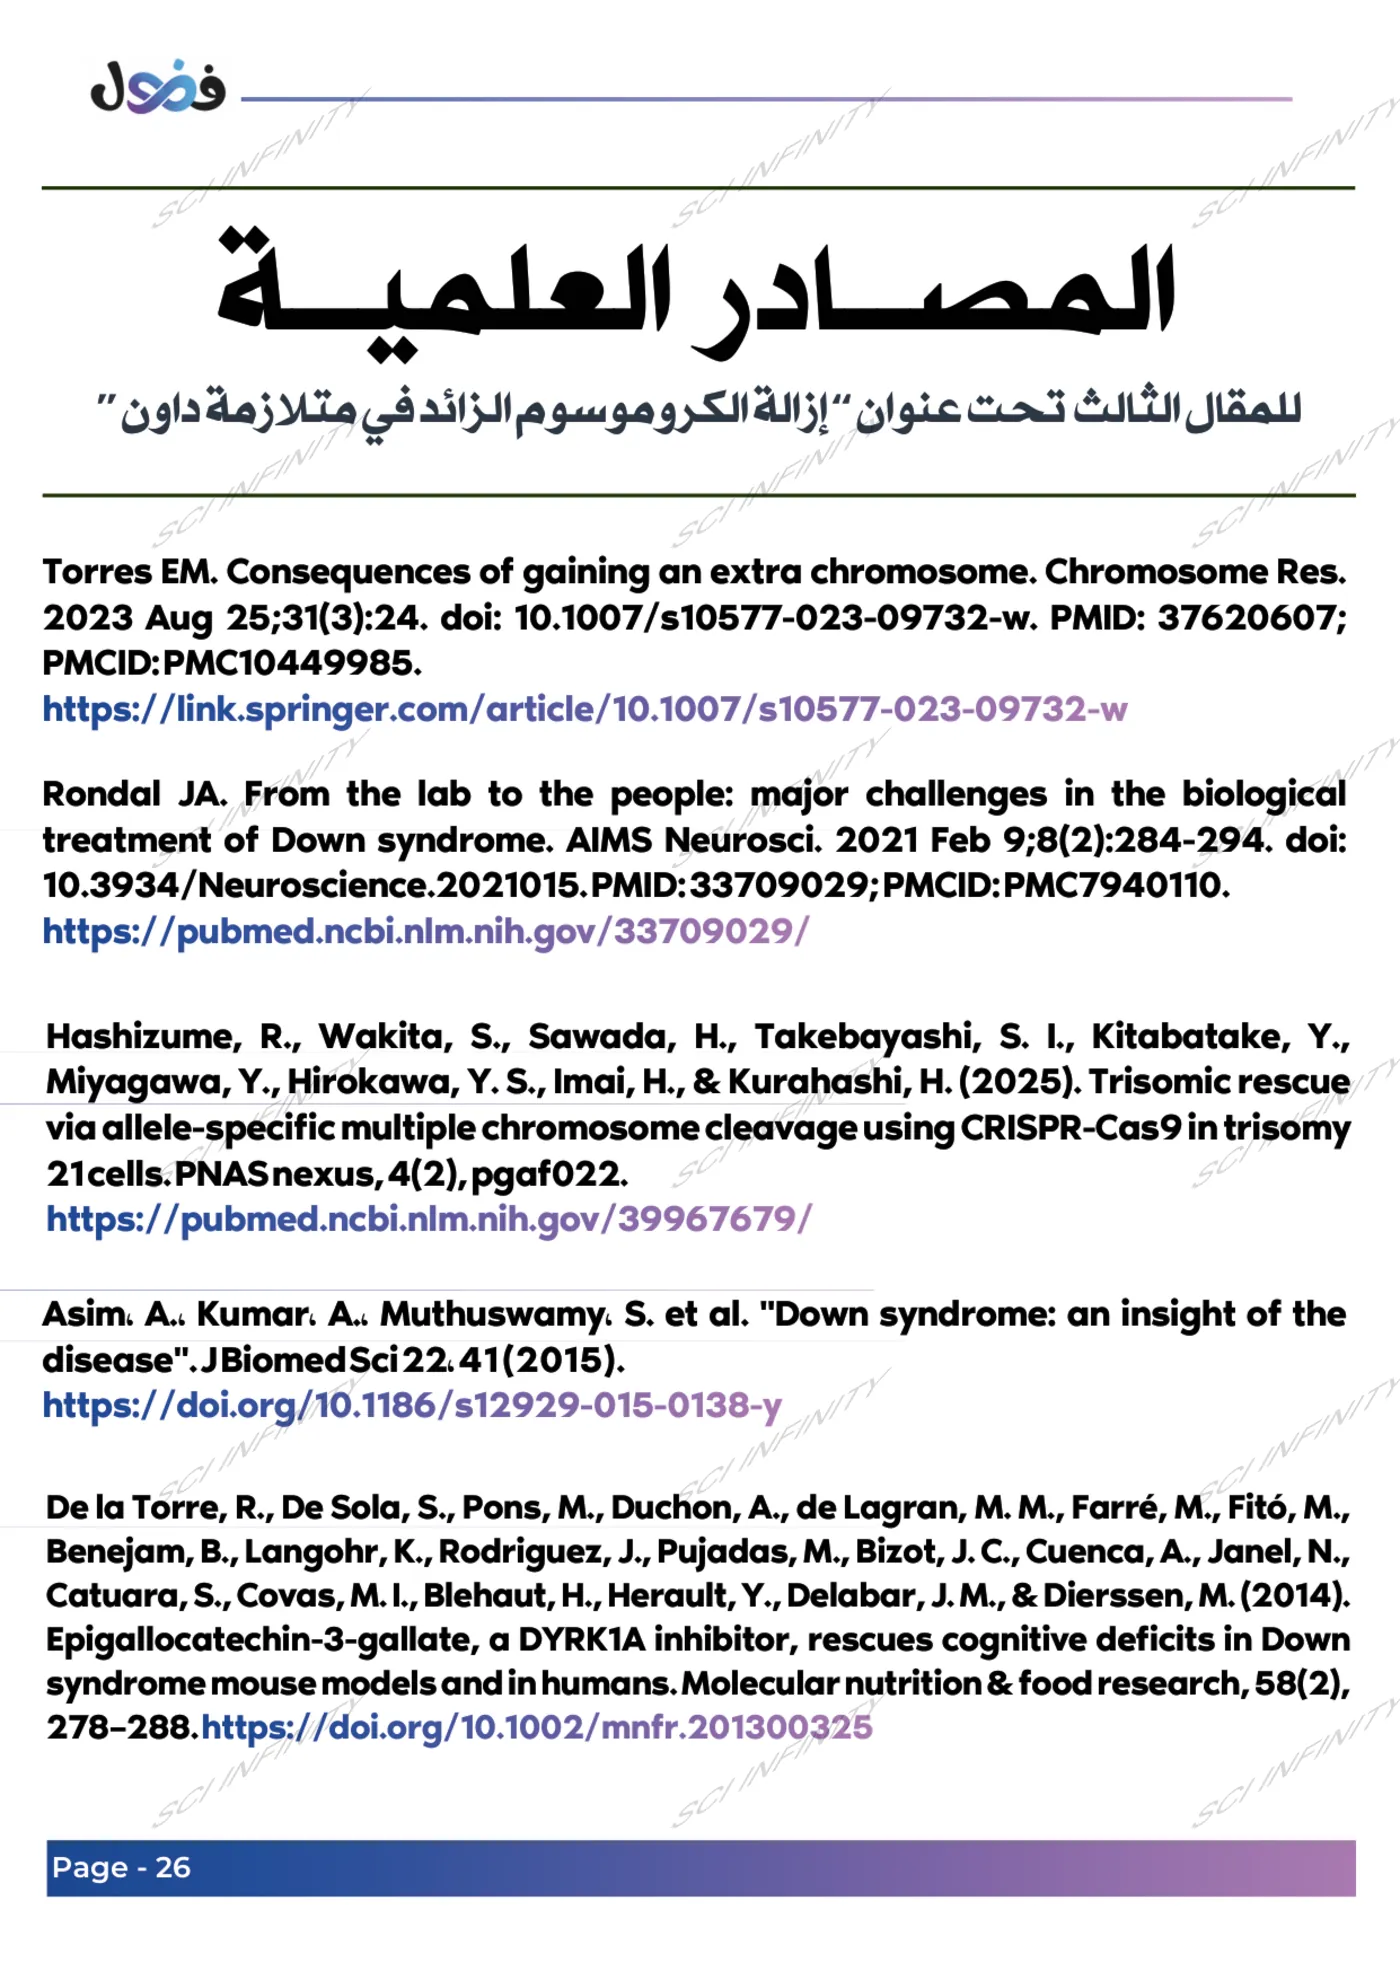 فضول
المصادر العلمية
للمقال الثالث تحت عنوان “إزالة الكروموسوم الزائد في متلازمة داون”
Torres EM. Consequences of gaining an extra chromosome. Chromosome Res.
2023 Aug 25;31(3):24. doi: 10.1007/s10577-023-09732-w. PMID: 37620607;
PMCID: PMC10449985.
https://link.springer.com/article/10.1007/s10577-023-09732-w
Rondal JA. From the lab to the people: major challenges in the biological
treatment of Down syndrome. AIMS Neurosci. 2021 Feb 9;8(2):284-294. doi:
10.3934/Neuroscience.2021015. PMID: 33709029; PMCID: PMC7940110.
https://pubmed.ncbi.nlm.nih.gov/33709029/
Hashizume, R., Wakita, S., Sawada, H., Takebayashi, S. I., Kitabatake, Y.,
Miyagawa, Y., Hirokawa, Y. S., Imai, H., & Kurahashi, H. (2025). Trisomic rescue
via allele-specific multiple chromosome cleavage using CRISPR-Cas9 in trisomy
21 cells. PNAS nexus, 4(2), pgaf022.
https://pubmed.ncbi.nlm.nih.gov/39967679/
Asim، A.، Kumar، A.، Muthuswamy، S. et al. "Down syndrome: an insight of the
disease". J Biomed Sci 22، 41 (2015).
https://doi.org/10.1186/s12929-015-0138-y
De la Torre, R., De Sola, S., Pons, M., Duchon, A., de Lagran, M. M., Farré, M., Fitó, M.,
Benejam, B., Langohr, K., Rodriguez, J., Pujadas, M., Bizot, J. C., Cuenca, A., Janel, N.,
Catuara, S., Covas, M. I., Blehaut, H., Herault, Y., Delabar, J. M., & Dierssen, M. (2014).
Epigallocatechin-3-gallate, a DYRK1A inhibitor, rescues cognitive deficits in Down
syndrome mouse models and in humans. Molecular nutrition & food research, 58(2),
278–288. https://doi.org/10.1002/mnfr.201300325
Page - 26
SCI INFINITY